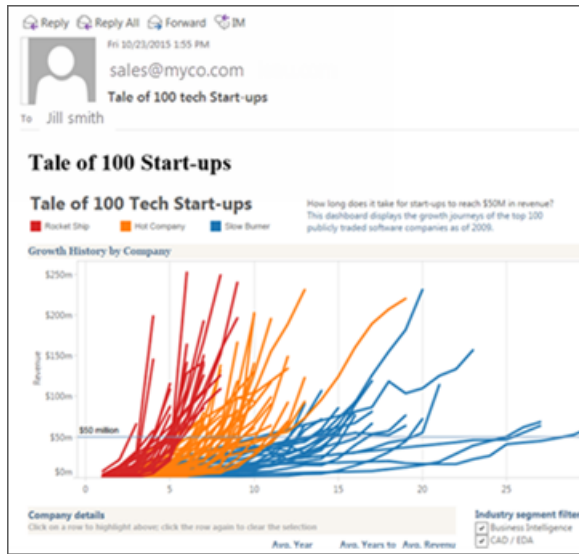 Reply Reply All Forward IM
Fri 10/23/2015 1:55 PM
sales@myco.com
Tale of 100 tech Start-ups
To Jill smith
Tale of 100 Start-ups
Tale of 100 Tech Start-ups
How long does it take for start-ups to reach $50M in revenue?
This dashboard displays the growth journeys of the top 100
publicly traded software companies as of 2009.
Rocket Ship Hot Company Slow Burner
Growth History by Company
$250m
$200m
$150m
$100m
$50m
$0m
Revenue
$50 million
0 5 10 15 20 25
Company details
Click on a row to highlight above; click the row again to clear the selection
Avg. Year Avg. Years to Avg. Revenu
Industry segment filter
Business Intelligence
CAD / EDA